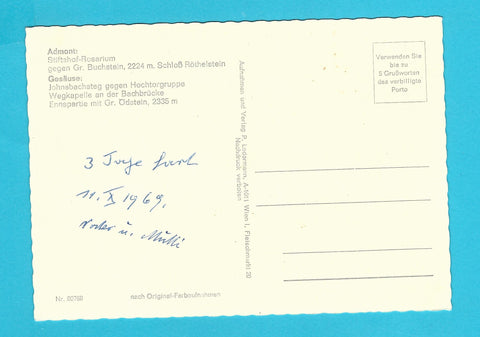 Admont:
Stiftshof-Rosarium
gegen Gr. Buchstein, 2224 m. Schloß Röthelstein
Gesäuse:
Johnsbachsteg gegen Hochtorgruppe
Wegkapelle an der Bachbrücke
Ennspartie mit Gr. Ödstein, 2335 m
Verwenden Sie
bis zu
5 Grußworten
das verbilligte
Porto
Aufnahmen und Verlag P. Ledermann, A-1011 Wien I, Fleischmarkt 20
Nachdruck verboten
3 Tage
11. X 1969.
u. Mutti
Nr. 60760
nach Original-Farbaufnahmen